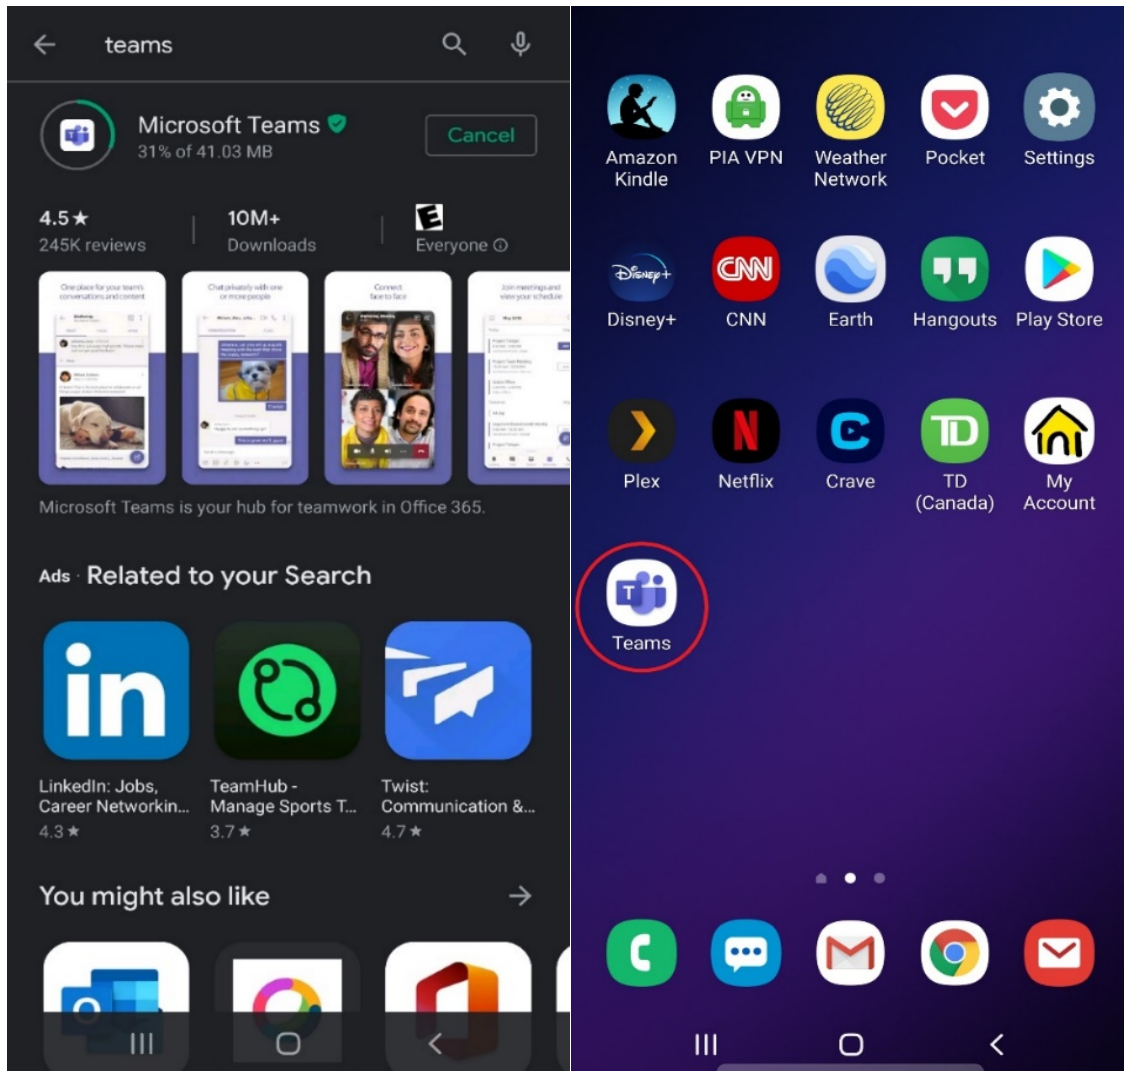 teams
Microsoft Teams
31% of 41.03 MB
Cancel
4.5★
245K reviews
10M+
Downloads
E
Everyone
One place for your team's
conversations and content
Chat privately with one
or more people
Connect
face to face
Join meetings and
view your schedule
Microsoft Teams is your hub for teamwork in Office 365.
Ads · Related to your Search
in
LinkedIn: Jobs,
Career Networkin...
4.3★
TeamHub -
Manage Sports T...
3.7★
Twist:
Communication &...
4.7★
You might also like
O
Amazon
Kindle
PIA VPN
Weather
Network
Pocket
Settings
Disney+
CNN
Disney+
CNN
Earth
Hangouts
Play Store
N
C
TD
Plex
Netflix
Crave
TD
(Canada)
My
Account
T
Teams